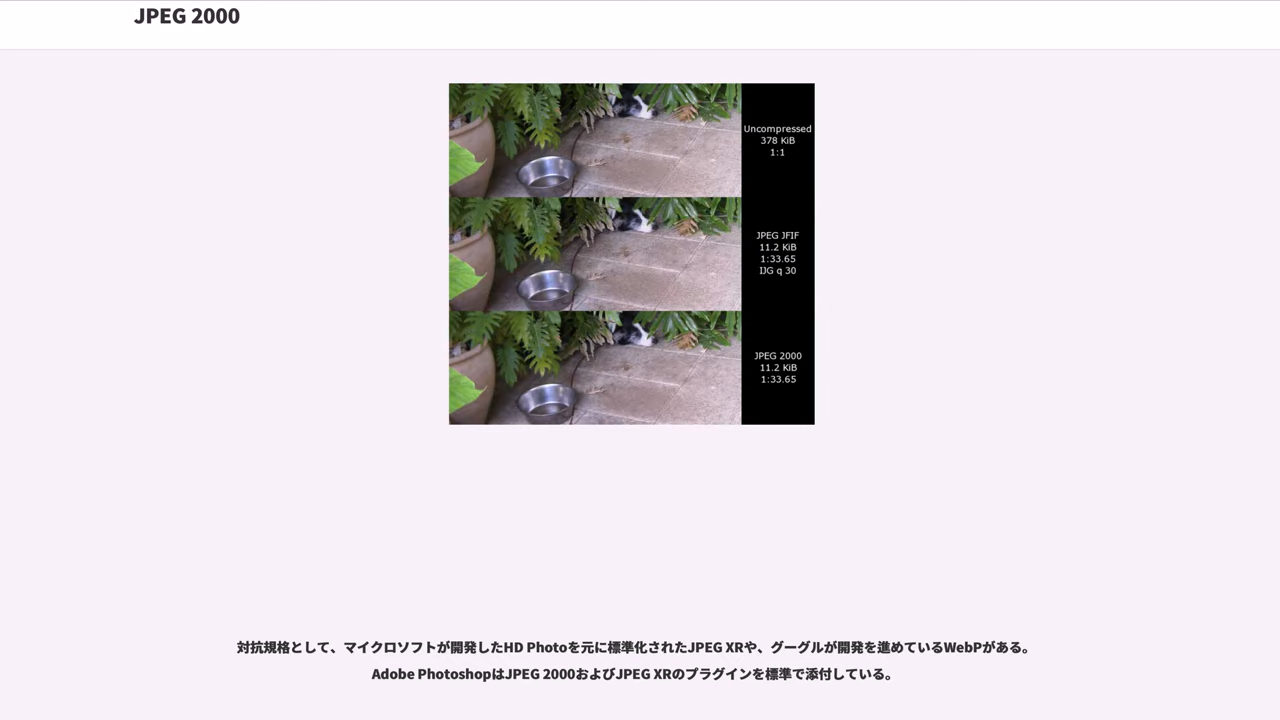 JPEG 2000
Uncompressed
378 KiB
1:1
JPEG JFIF
11.2 KiB
1:33.65
IJG q 30
JPEG 2000
11.2 KiB
1:33.65
対抗規格として、マイクロソフトが開発したHD Photoを元に標準化されたJPEG XRや、グーグルが開発を進めているWebPがある。
Adobe PhotoshopはJPEG 2000およびJPEG XRのプラグインを標準で添付している。